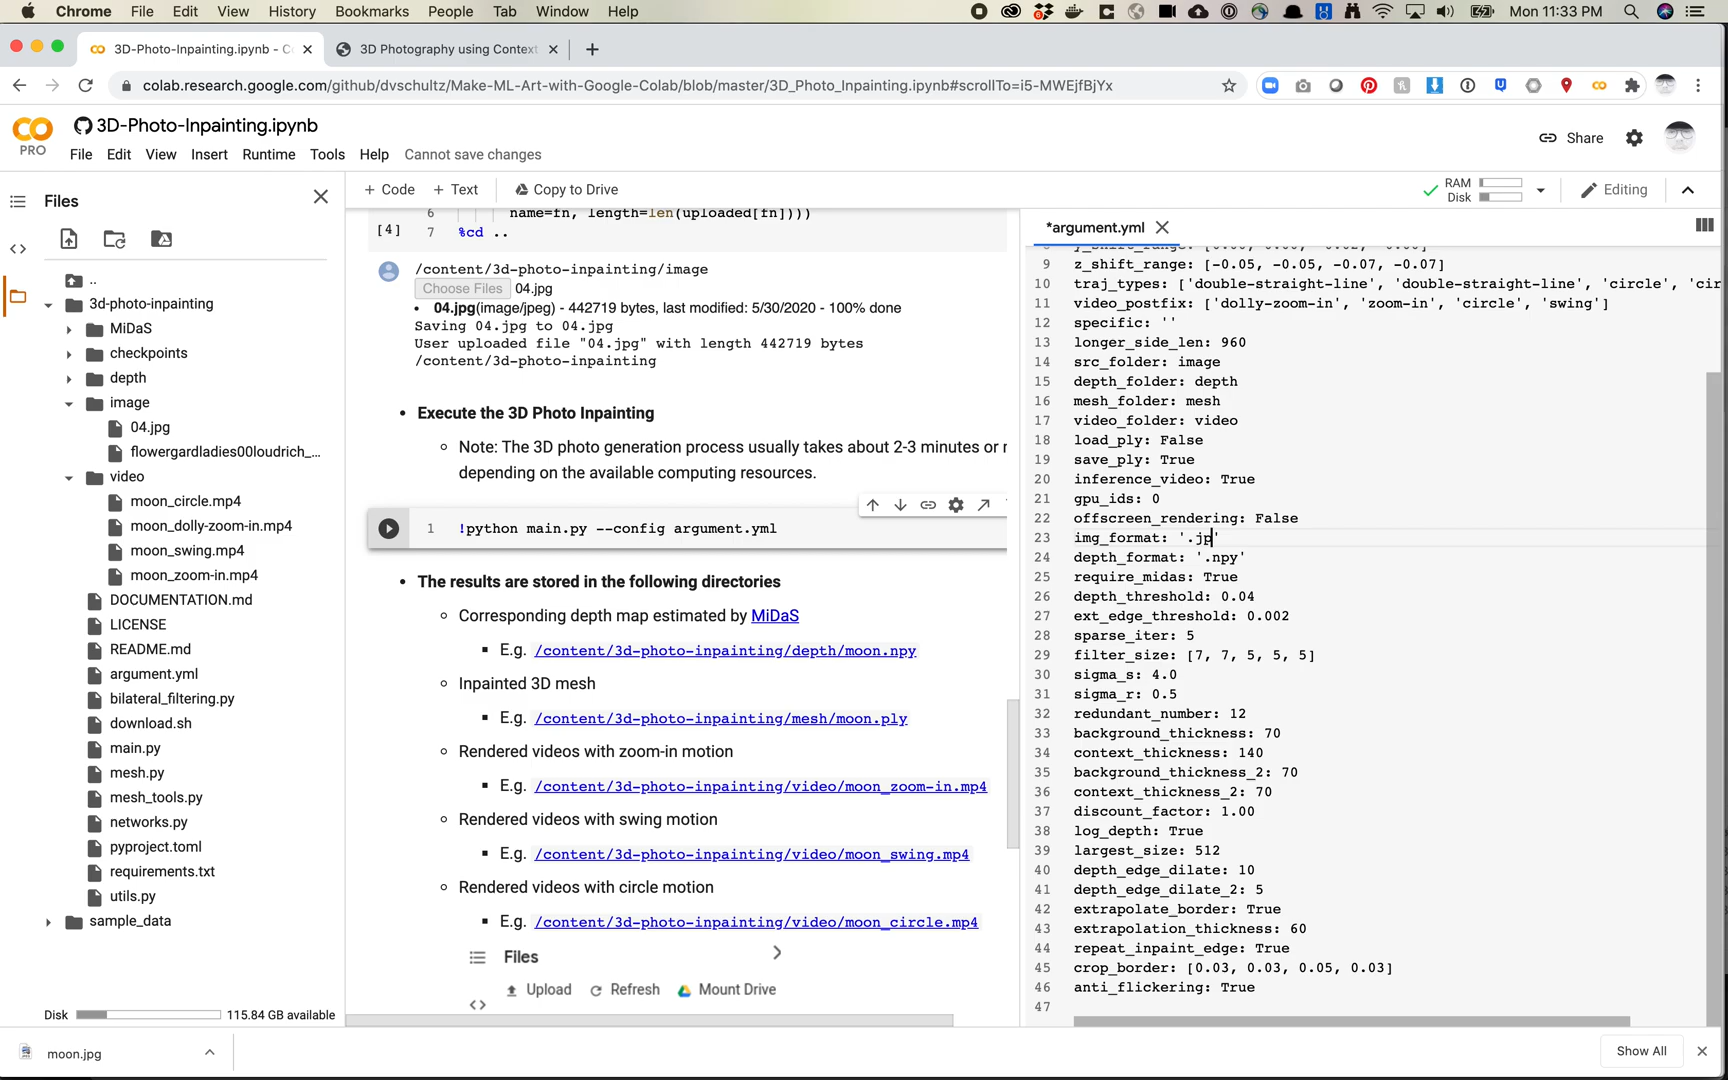 Chrome File Edit View History Bookmarks People Tab Window Help Mon 11:33 PM
3D-Photo-Inpainting.ipynb - C 3D Photography using Context
colab.research.google.com/github/dvschultz/Make-ML-Art-with-Google-Colab/blob/master/3D_Photo_Inpainting.ipynb#scrollTo=i5-MWEjfBjYx
PRO 3D-Photo-Inpainting.ipynb Share
File Edit View Insert Runtime Tools Help Cannot save changes
Files
..
3d-photo-inpainting
MiDaS
checkpoints
depth
image
04.jpg
flowergardladies00loudrich_...
video
moon_circle.mp4
moon_dolly-zoom-in.mp4
moon_swing.mp4
moon_zoom-in.mp4
DOCUMENTATION.md
LICENSE
README.md
argument.yml
bilateral_filtering.py
download.sh
main.py
mesh.py
mesh_tools.py
networks.py
pyproject.toml
requirements.txt
utils.py
sample_data
Disk 115.84 GB available
+ Code + Text Copy to Drive RAM Disk Editing
6 name=fn, length=len(uploaded[fn])))
[4] 7 %cd ..
/content/3d-photo-inpainting/image
Choose Files 04.jpg
• 04.jpg(image/jpeg) - 442719 bytes, last modified: 5/30/2020 - 100% done
Saving 04.jpg to 04.jpg
User uploaded file "04.jpg" with length 442719 bytes
/content/3d-photo-inpainting
• Execute the 3D Photo Inpainting
Note: The 3D photo generation process usually takes about 2-3 minutes or
depending on the available computing resources.
1 !python main.py --config argument.yml
• The results are stored in the following directories
Corresponding depth map estimated by MiDaS
E.g. /content/3d-photo-inpainting/depth/moon.npy
Inpainted 3D mesh
E.g. /content/3d-photo-inpainting/mesh/moon.ply
Rendered videos with zoom-in motion
E.g. /content/3d-photo-inpainting/video/moon_zoom-in.mp4
Rendered videos with swing motion
E.g. /content/3d-photo-inpainting/video/moon_swing.mp4
Rendered videos with circle motion
E.g. /content/3d-photo-inpainting/video/moon_circle.mp4
Files
Upload Refresh Mount Drive
*argument.yml
9 z_shift_range: [-0.05, -0.05, -0.07, -0.07]
10 traj_types: ['double-straight-line', 'double-straight-line', 'circle', 'cir
11 video_postfix: ['dolly-zoom-in', 'zoom-in', 'circle', 'swing']
12 specific: ''
13 longer_side_len: 960
14 src_folder: image
15 depth_folder: depth
16 mesh_folder: mesh
17 video_folder: video
18 load_ply: False
19 save_ply: True
20 inference_video: True
21 gpu_ids: 0
22 offscreen_rendering: False
23 img_format: '.jp'
24 depth_format: '.npy'
25 require_midas: True
26 depth_threshold: 0.04
27 ext_edge_threshold: 0.002
28 sparse_iter: 5
29 filter_size: [7, 7, 5, 5, 5]
30 sigma_s: 4.0
31 sigma_r: 0.5
32 redundant_number: 12
33 background_thickness: 70
34 context_thickness: 140
35 background_thickness_2: 70
36 context_thickness_2: 70
37 discount_factor: 1.00
38 log_depth: True
39 largest_size: 512
40 depth_edge_dilate: 10
41 depth_edge_dilate_2: 5
42 extrapolate_border: True
43 extrapolation_thickness: 60
44 repeat_inpaint_edge: True
45 crop_border: [0.03, 0.03, 0.05, 0.03]
46 anti_flickering: True
47
moon.jpg Show All